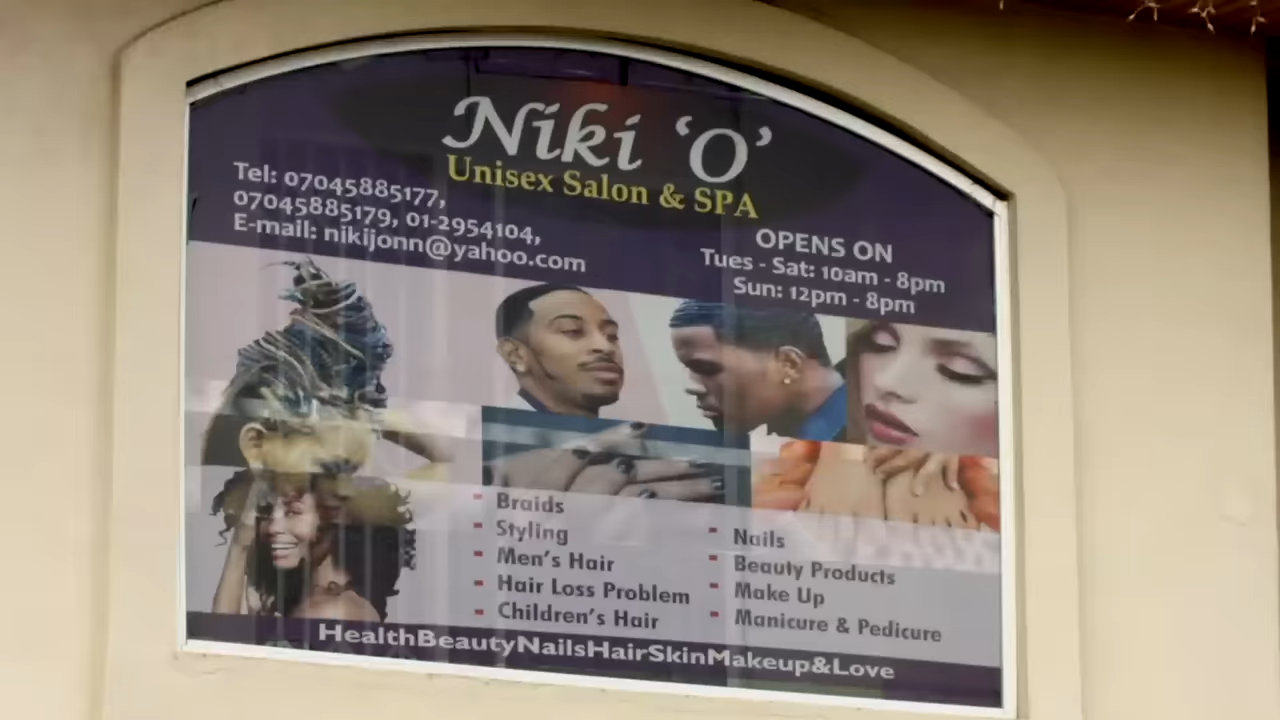 Niki ‘O’
Unisex Salon & SPA
Tel: 07045885177,
07045885179, 01-2954104,
E-mail: nikijonn@yahoo.com
OPENS ON
Tues - Sat: 10am - 8pm
Sun: 12pm - 8pm
Braids
Styling
Men's Hair
Hair Loss Problem
Children's Hair
Nails
Beauty Products
Make Up
Manicure & Pedicure
HealthBeautyNailsHairSkinMakeup&Love